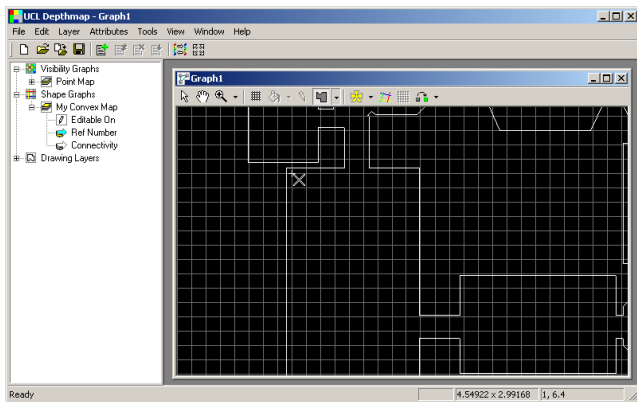 UCL Depthmap - Graph1
File Edit Layer Attributes Tools View Window Help
Visibility Graphs
Point Map
Shape Graphs
My Convex Map
Editable On
Ref Number
Connectivity
Drawing Layers
Graph1
Ready
4.54922 x 2.99168
1, 6.4